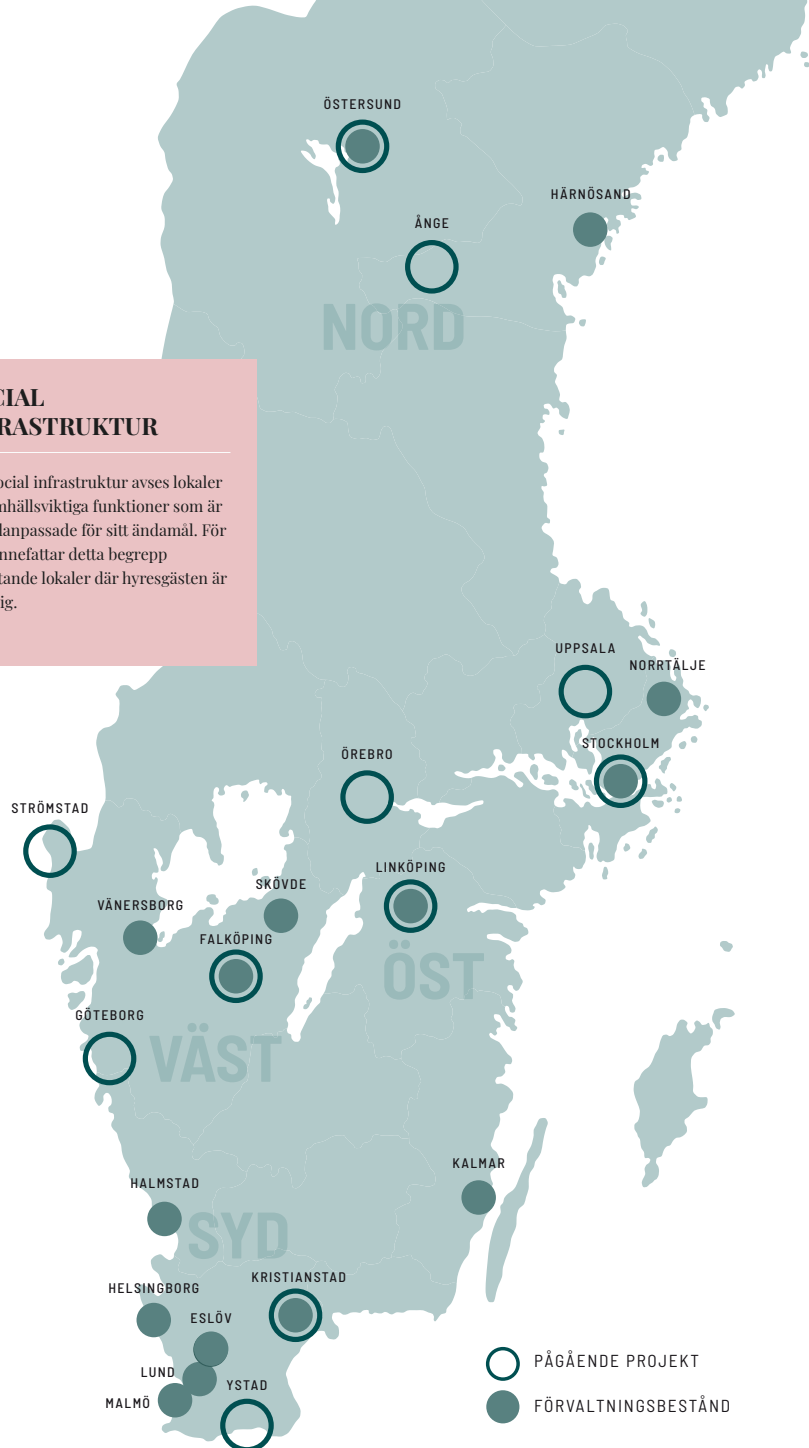 ÖSTERSUND
HÄRNÖSAND
ÅNGE
NORD
CIAL
RASTRUKTUR
ocial infrastruktur avses lokaler
mhällsviktiga funktioner som är
lanpassade för sitt ändamål. För
nnefattar detta begrepp
tande lokaler där hyresgästen är
ig.
UPPSALA
NORRTÄLJE
STOCKHOLM
ÖREBRO
STRÖMSTAD
LINKÖPING
SKÖVDE
VÄNERSBORG
FALKÖPING
ÖST
GÖTEBORG
VÄST
KALMAR
HALMSTAD
SYD
KRISTIANSTAD
HELSINGBORG
ESLÖV
LUND
YSTAD
MALMÖ
PÅGÅENDE PROJEKT
FÖRVALTNINGSBESTÅND